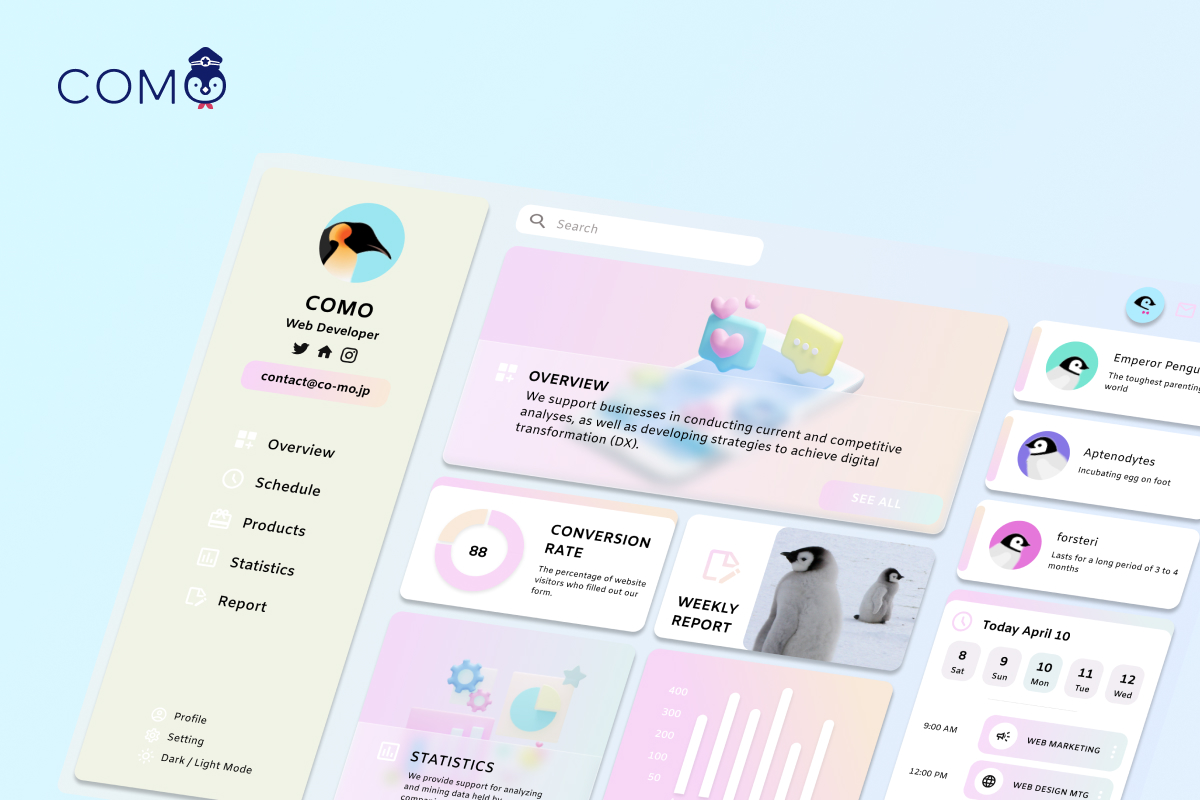 COMO
COMO
Web Developer
contact@co-mo.jp
Overview
Schedule
Products
Statistics
Report
Profile
Setting
Dark / Light Mode
Search
OVERVIEW
We support businesses in conducting current and competitive
analyses, as well as developing strategies to achieve digital
transformation (DX).
SEE ALL
88
CONVERSION
RATE
The percentage of website
visitors who filled out our
form.
WEEKLY
REPORT
STATISTICS
We provide support for analyzing
and mining data held by
400
300
200
100
50
Emperor Pengu
The toughest parenting
world
Aptenodytes
Incubating egg on foot
forsteri
Lasts for a long period of 3 to 4
months
Today April 10
8 9 10 11 12
Sat Sun Mon Tue Wed
9:00 AM
WEB MARKETING
12:00 PM
WEB DESIGN MTG